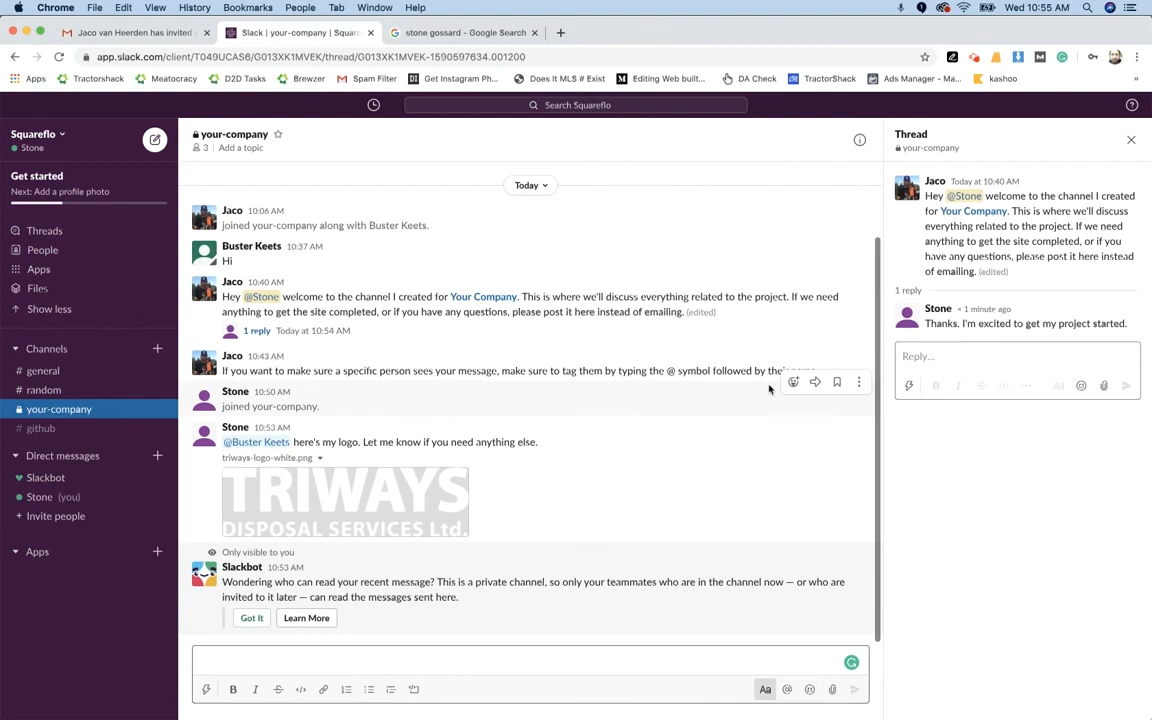 Chrome File Edit View History Bookmarks People Tab Window Help
Wed 10:55 AM
Jaco van Heerden has invited
Slack | your-company | Square
stone gossard - Google Search
app.slack.com/client/T049UCAS6/G013XK1MVEK/thread/G013XK1MVEK-1590597634.001200
Apps Tractorshack Meatocracy D2D Tasks Brewzer Spam Filter Get Instagram Ph... Does It MLS # Exist Editing Web built... DA Check TractorShack Ads Manager - Ma... kashoo
Search Squareflo
Squareflo
Stone
Get started
Next: Add a profile photo
Threads
People
Apps
Files
Show less
Channels
# general
# random
your-company
# github
Direct messages
Slackbot
Stone (you)
+ Invite people
Apps
your-company
3 | Add a topic
Today
Jaco 10:06 AM
joined your-company along with Buster Keets.
Buster Keets 10:37 AM
Hi
Jaco 10:40 AM
Hey @Stone welcome to the channel I created for Your Company. This is where we'll discuss everything related to the project. If we need
anything to get the site completed, or if you have any questions, please post it here instead of emailing. (edited)
1 reply Today at 10:54 AM
Jaco 10:43 AM
If you want to make sure a specific person sees your message, make sure to tag them by typing the @ symbol followed by their
Stone 10:50 AM
joined your-company.
Stone 10:53 AM
@Buster Keets here's my logo. Let me know if you need anything else.
triways-logo-white.png
TRIWAYS
DISPOSAL SERVICES Ltd.
Only visible to you
Slackbot 10:53 AM
Wondering who can read your recent message? This is a private channel, so only your teammates who are in the channel now — or who are
invited to it later — can read the messages sent here.
Got It Learn More
Thread
your-company
Jaco Today at 10:40 AM
Hey @Stone welcome to the channel I created
for Your Company. This is where we'll discuss
everything related to the project. If we need
anything to get the site completed, or if you
have any questions, please post it here instead
of emailing. (edited)
1 reply
Stone < 1 minute ago
Thanks. I'm excited to get my project started.
Reply...